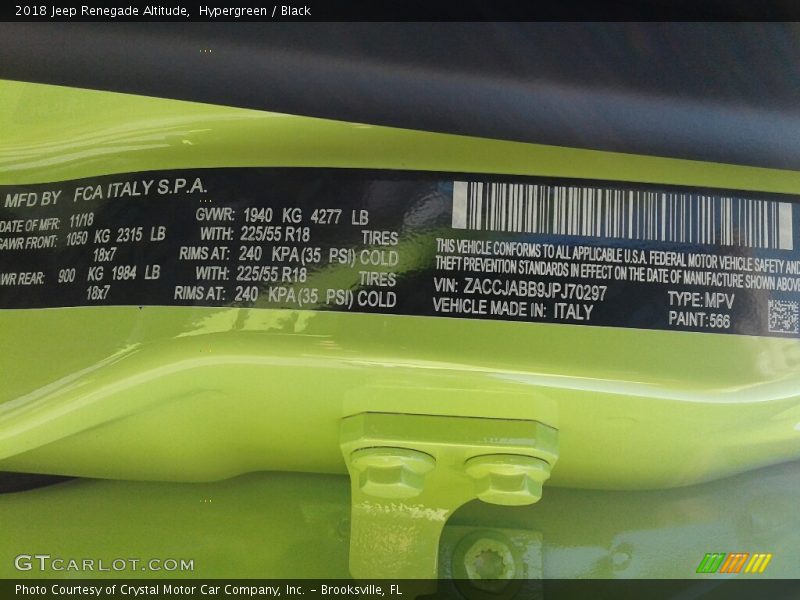 2018 Jeep Renegade Altitude, Hypergreen / Black
MFD BY FCA ITALY S.P.A.
DATE OF MFR: 11/18
GAWR FRONT: 1050 KG 2315 LB
18x7
WR REAR: 900 KG 1984 LB
18x7
GVWR: 1940 KG 4277 LB
WITH: 225/55 R18 TIRES
RIMS AT: 240 KPA (35 PSI) COLD
WITH: 225/55 R18 TIRES
RIMS AT: 240 KPA (35 PSI) COLD
THIS VEHICLE CONFORMS TO ALL APPLICABLE U.S.A. FEDERAL MOTOR VEHICLE SAFETY AND
THEFT PREVENTION STANDARDS IN EFFECT ON THE DATE OF MANUFACTURE SHOWN ABOVE
VIN: ZACCJABB9JPJ70297
TYPE: MPV
VEHICLE MADE IN: ITALY
PAINT: 566
GTCARLOT.COM
Photo Courtesy of Crystal Motor Car Company, Inc. – Brooksville, FL